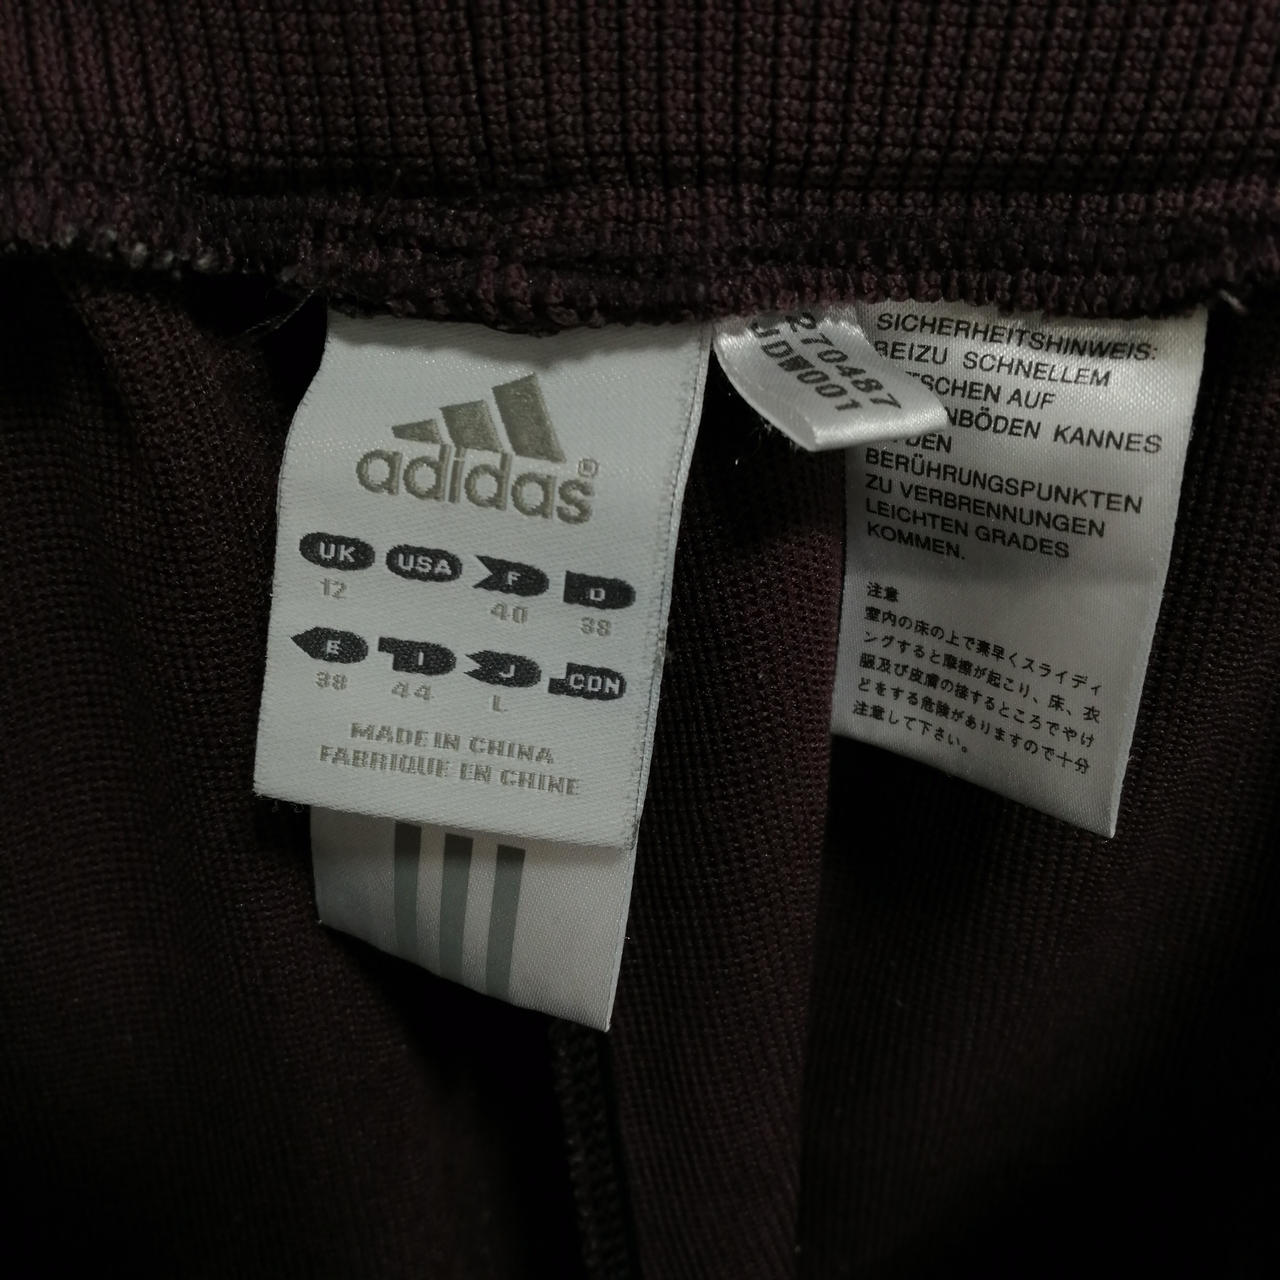 adidas®
UK USA F D
12 40 38
E I J CDN
38 44 L
MADE IN CHINA
FABRIQUE EN CHINE
270487
JDW001
SICHERHEITSHINWEIS:
BEIZU SCHNELLEM
TSCHEN AUF
NBÖDEN KANNES
DEN
BERÜHRUNGSPUNKTEN
ZU VERBRENNUNGEN
LEICHTEN GRADES
KOMMEN.
注意
室内の床の上で素早くスライディ
ングすると摩擦が起こり、床、衣
服及び皮膚の接するところでやけ
どをする危険がありますので十分
注意して下さい。